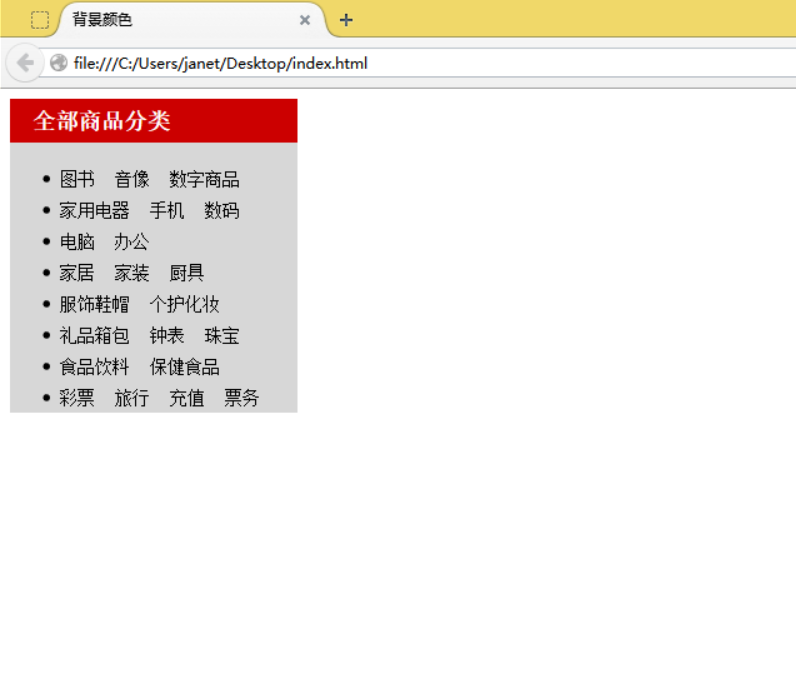 背景颜色
file:///C:/Users/janet/Desktop/index.html
全部商品分类
图书 音像 数字商品
家用电器 手机 数码
电脑 办公
家居 家装 厨具
服饰鞋帽 个护化妆
礼品箱包 钟表 珠宝
食品饮料 保健食品
彩票 旅行 充值 票务